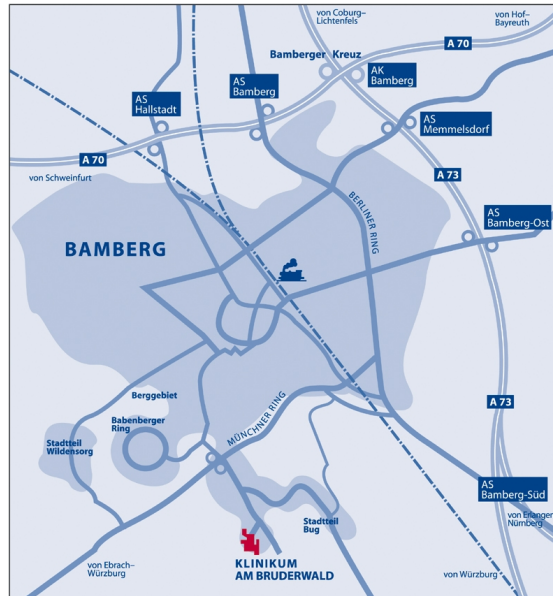 von Coburg–
Lichtenfels
von Hof–
Bayreuth
A 70
Bamberger Kreuz
AK
Bamberg
AS
Bamberg
AS
Hallstadt
AS
Memmelsdorf
A 70
von Schweinfurt
A 73
BERLINER RING
AS
Bamberg-Ost
BAMBERG
Berggebiet
Babenberger
Ring
MÜNCHNER RING
A 73
Stadtteil
Wildensorg
AS
Bamberg-Süd
von Erlangen
Nürnberg
Stadtteil
Bug
KLINIKUM
AM BRUDERWALD
von Ebrach–
Würzburg
von Würzburg